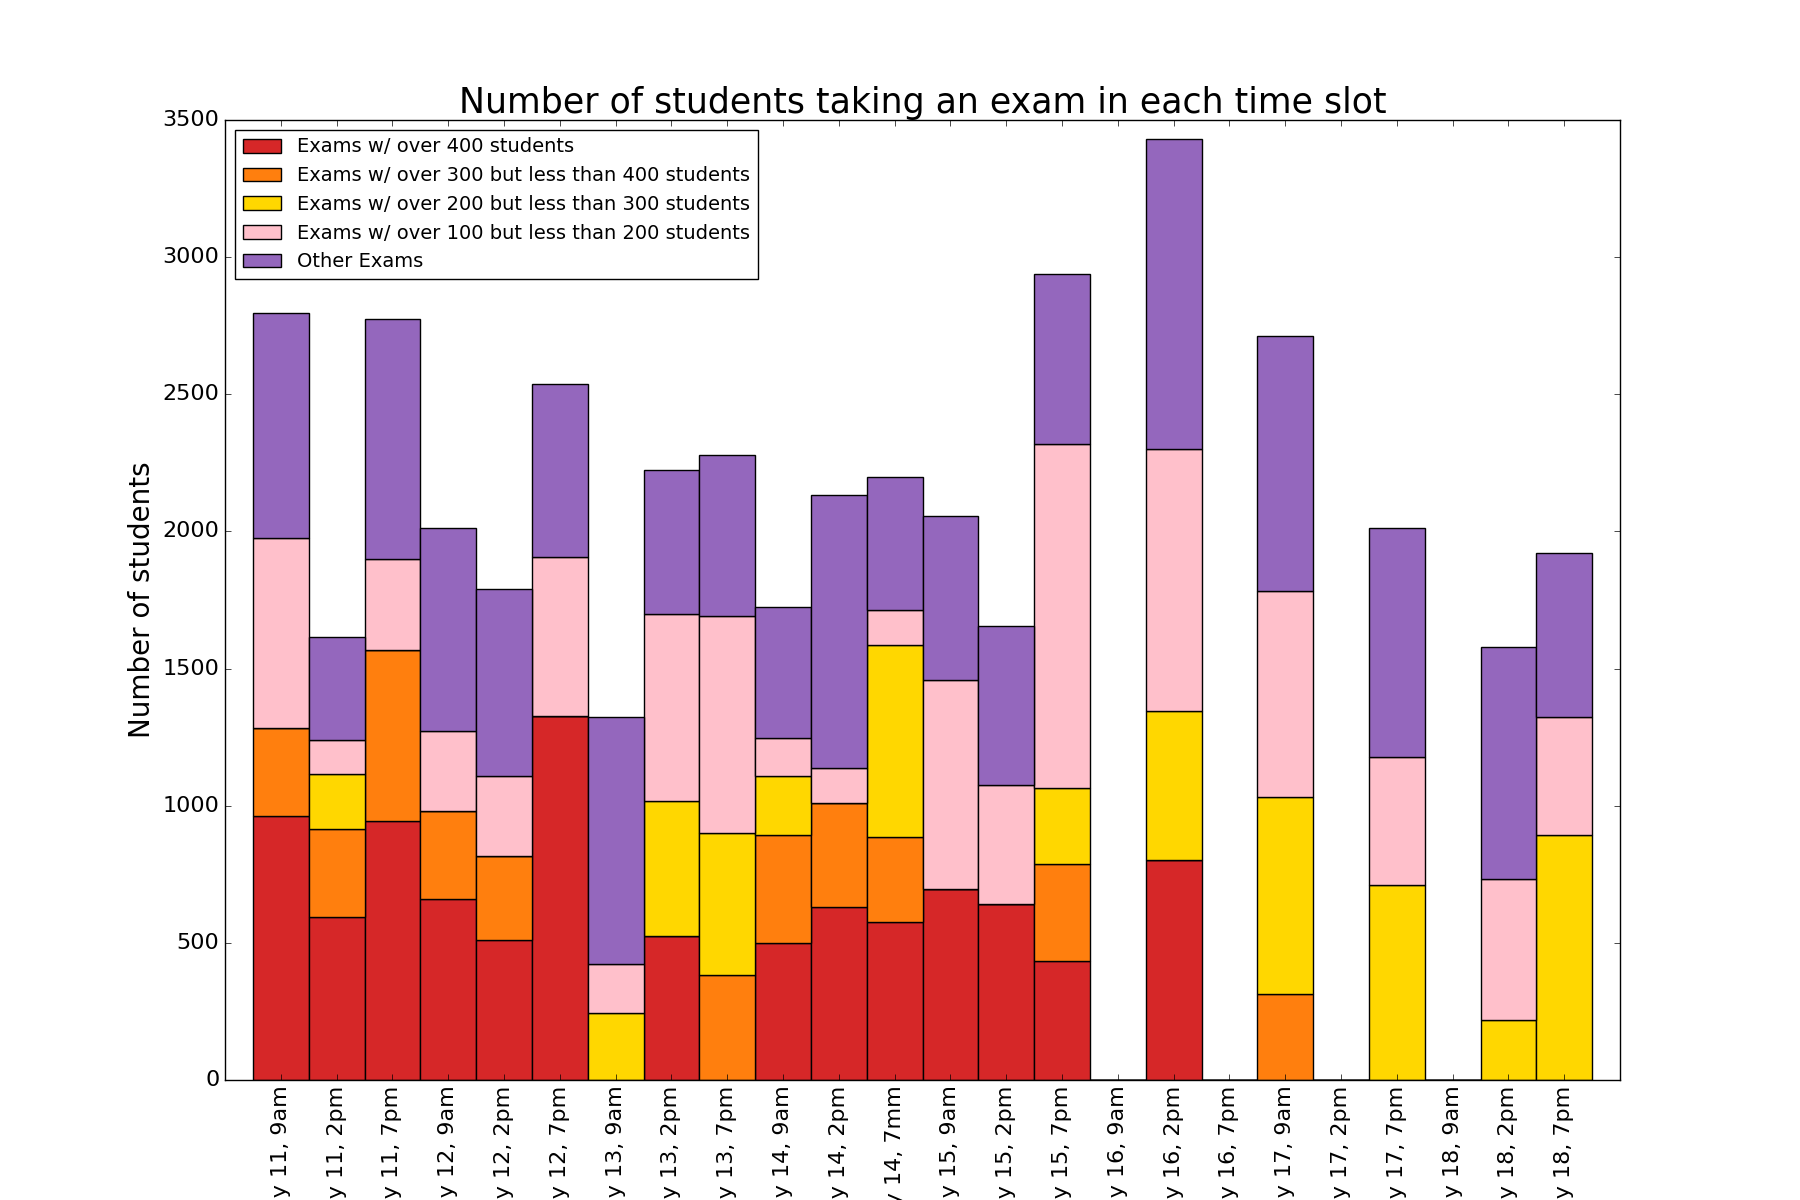 Number of students taking an exam in each time slot
3500
3000
2500
2000
1500
1000
500
0
Number of students
Exams w/ over 400 students
Exams w/ over 300 but less than 400 students
Exams w/ over 200 but less than 300 students
Exams w/ over 100 but less than 200 students
Other Exams
y 11, 9am
y 11, 2pm
y 11, 7pm
y 12, 9am
y 12, 2pm
y 12, 7pm
y 13, 9am
y 13, 2pm
y 13, 7pm
y 14, 9am
y 14, 2pm
y 14, 7mm
y 15, 9am
y 15, 2pm
y 15, 7pm
y 16, 9am
y 16, 2pm
y 16, 7pm
y 17, 9am
y 17, 2pm
y 17, 7pm
y 18, 9am
y 18, 2pm
y 18, 7pm